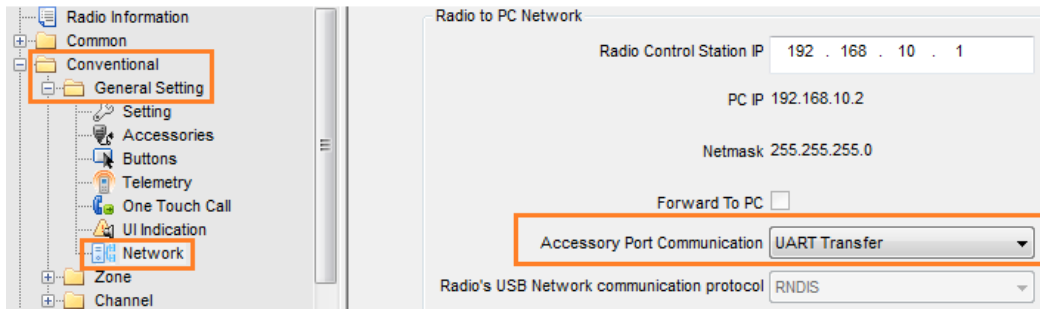 Radio Information
Common
Conventional
General Setting
Setting
Accessories
Buttons
Telemetry
One Touch Call
UI Indication
Network
Zone
Channel
Radio to PC Network
Radio Control Station IP 192 . 168 . 10 . 1
PC IP 192.168.10.2
Netmask 255.255.255.0
Forward To PC
Accessory Port Communication UART Transfer
Radio's USB Network communication protocol RNDIS